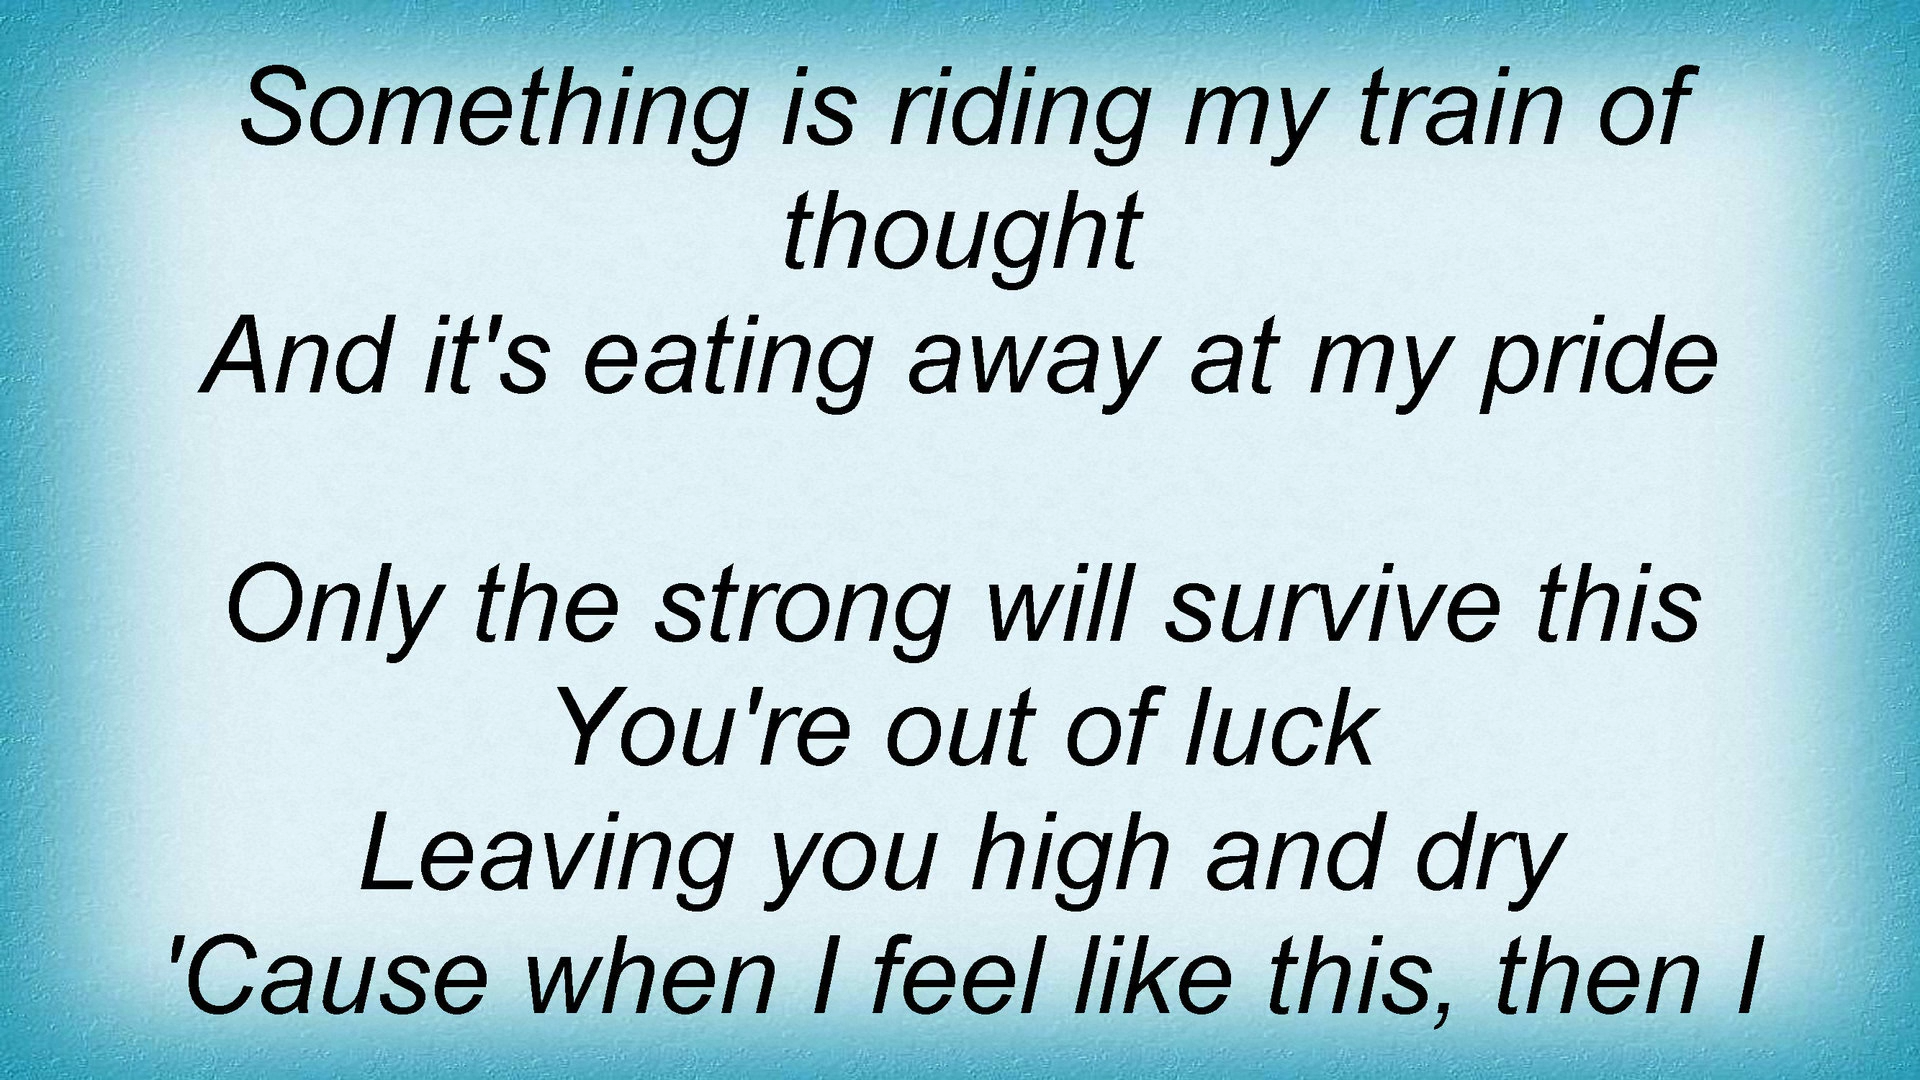 Something is riding my train of
thought
And it's eating away at my pride
Only the strong will survive this
You're out of luck
Leaving you high and dry
'Cause when I feel like this, then I